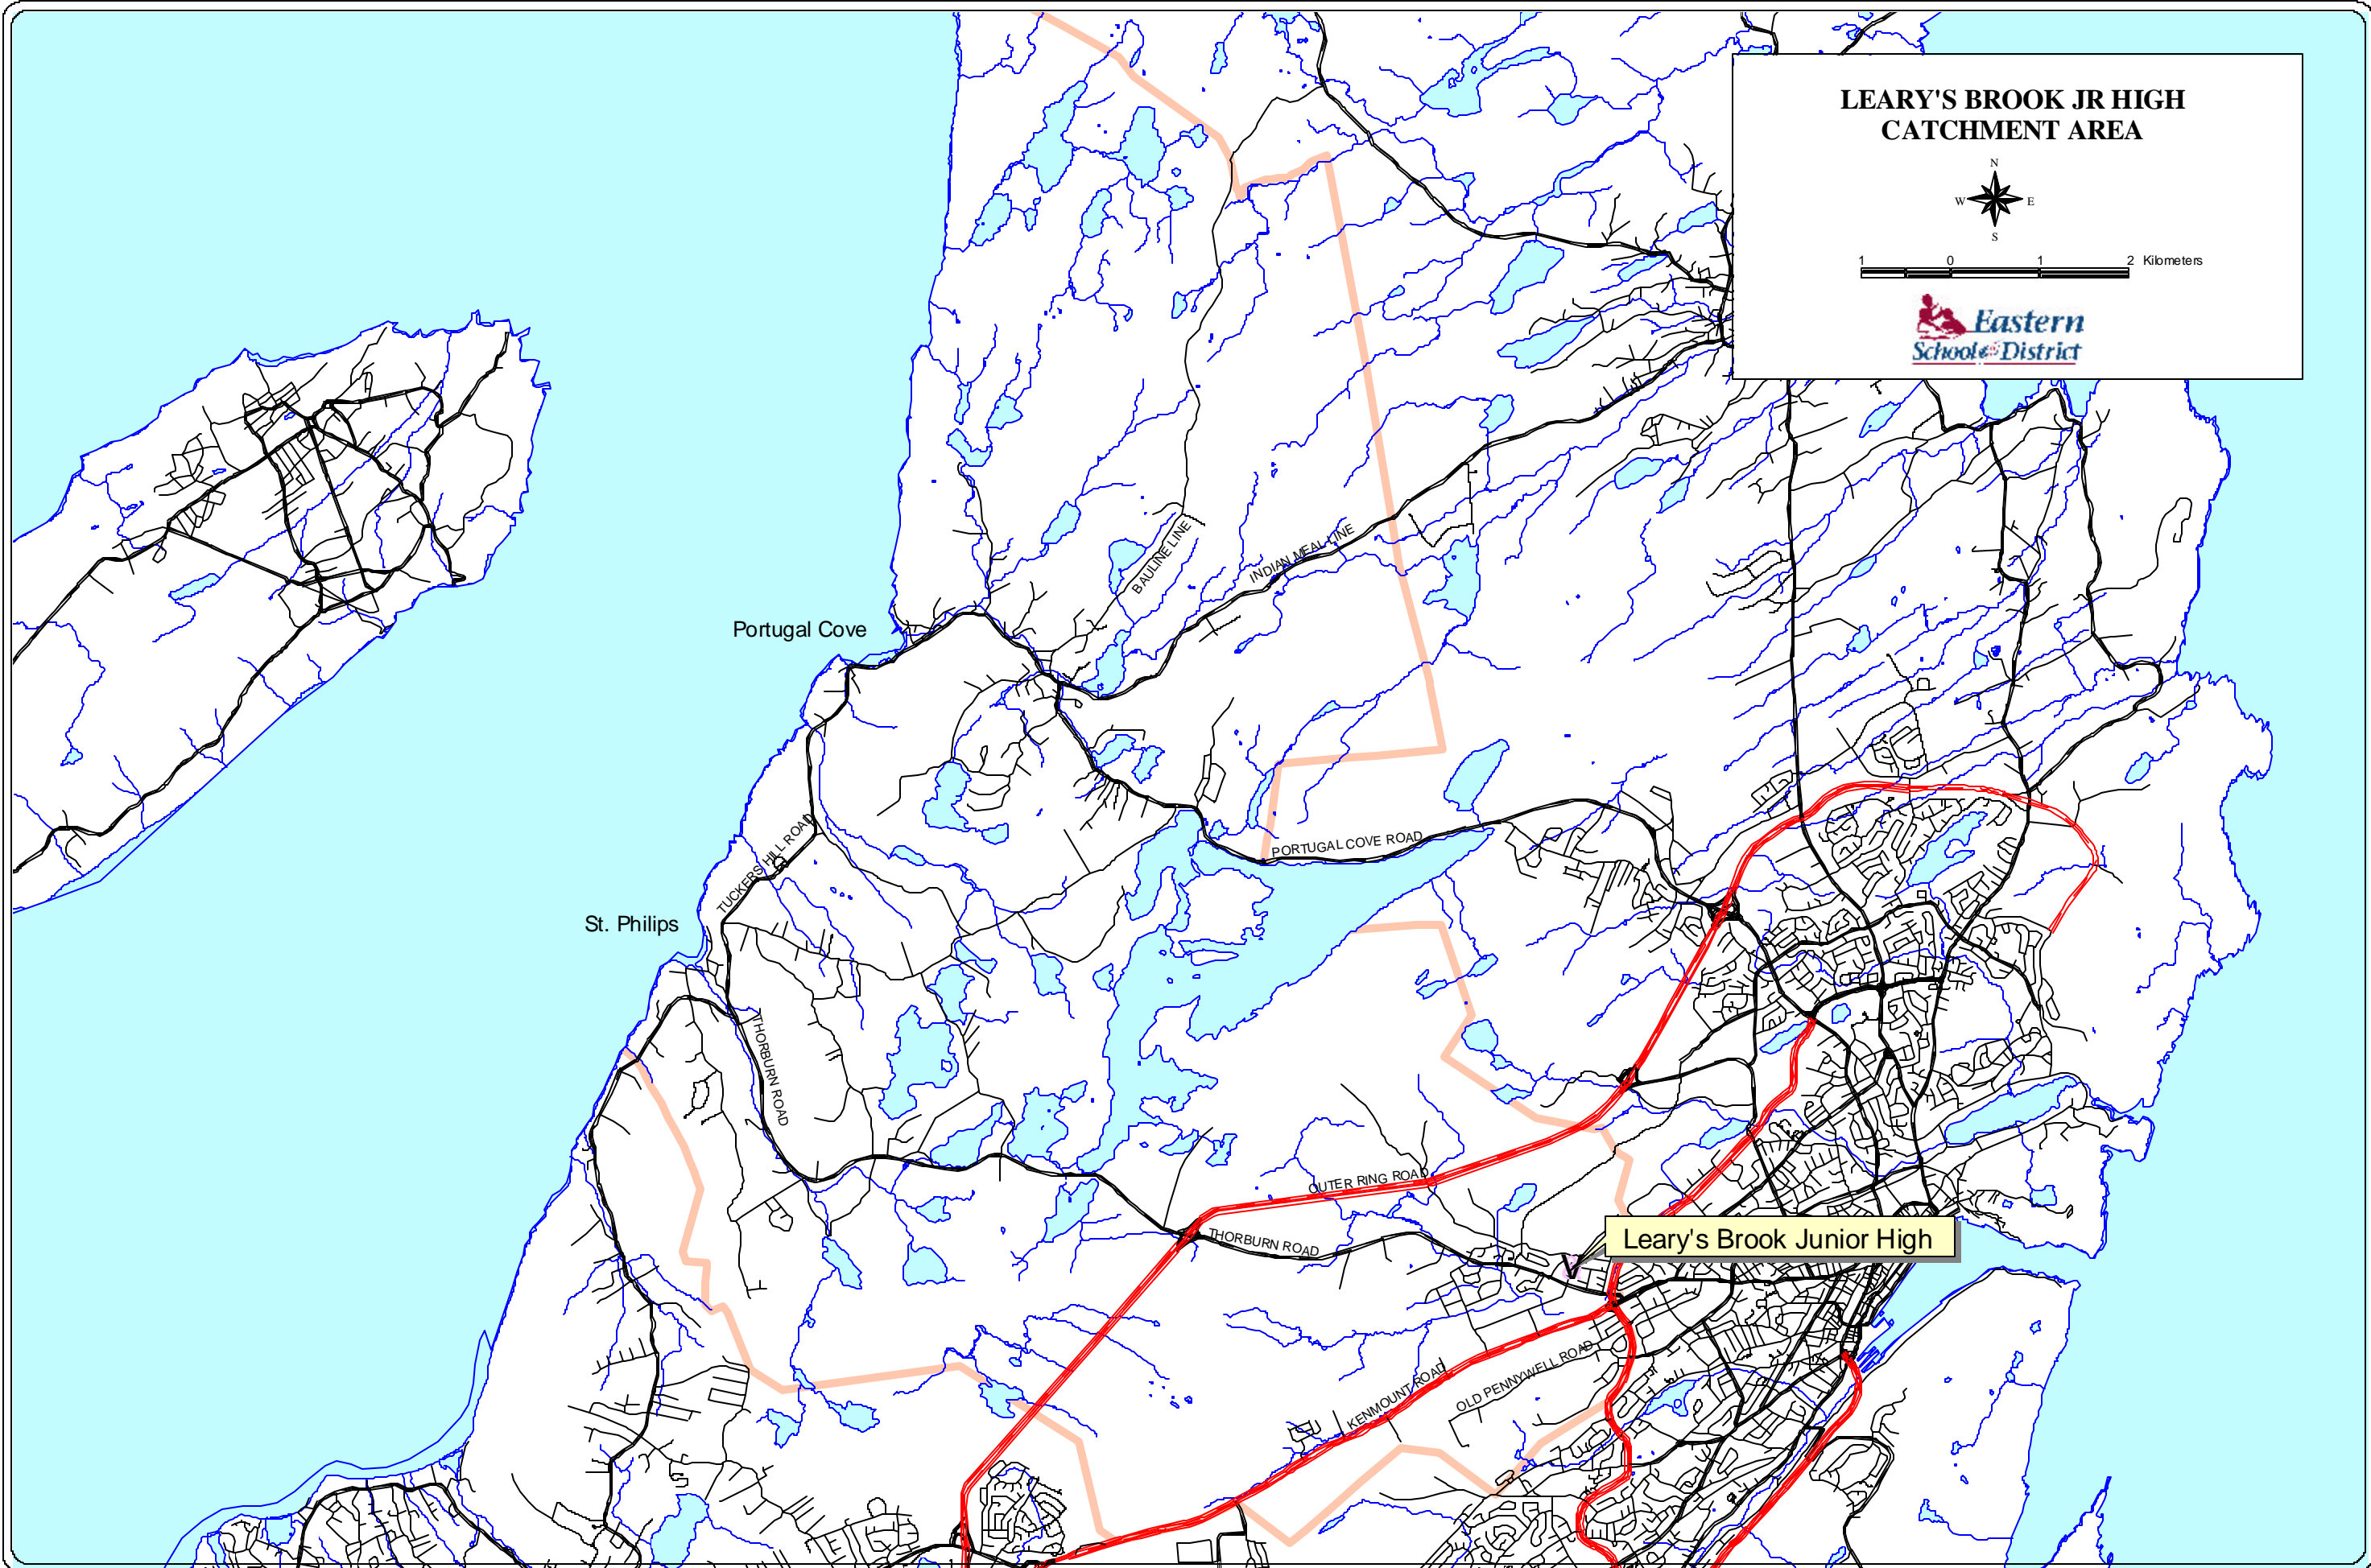 LEARY'S BROOK JR HIGH
CATCHMENT AREA
N
W E
S
1 0 1 2 Kilometers
Eastern
School District
BAULINE LINE
INDIAN MEAL LINE
Portugal Cove
TUCKERS HILL ROAD
PORTUGAL COVE ROAD
St. Philips
THORBURN ROAD
OUTER RING ROAD
THORBURN ROAD
Leary's Brook Junior High
KENMOUNT ROAD
OLD PENNYWELL ROAD